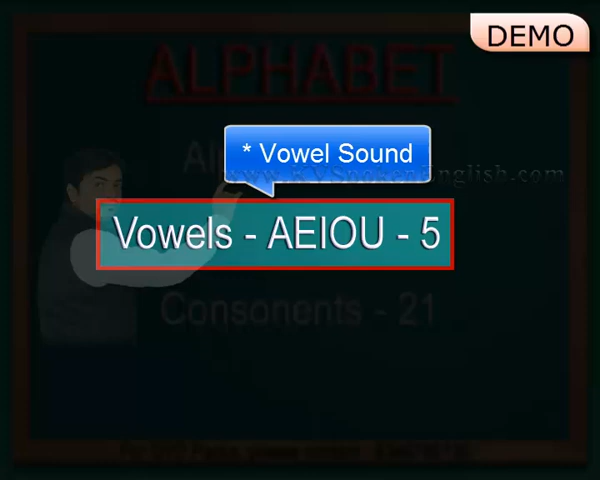 DEMO
ALPHABET
* Vowel Sound
www.KVSpokenEnglish.com
Vowels - AEIOU - 5
Consonents - 21